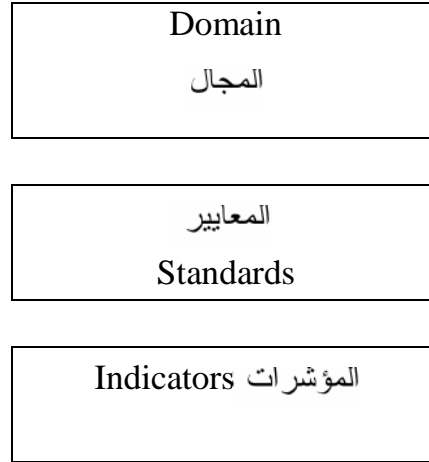 Domain
المجال
المعايير
Standards
المؤشرات Indicators